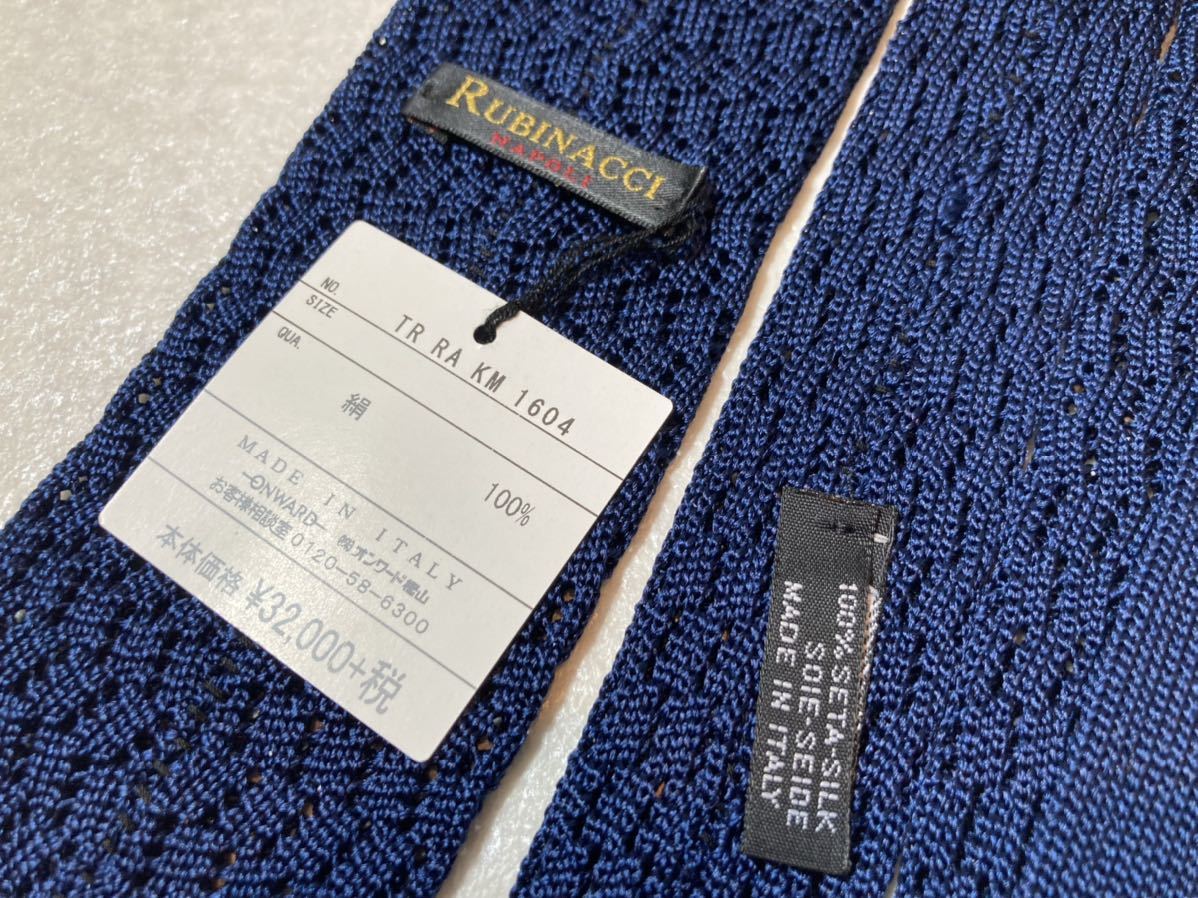 RUBINACCI
NAPOLI
NO. TR RA KM 1604
SIZE
QUA.
絹 100%
MADE IN ITALY
ONWARD ㈱オンワード樫山
お客様相談室 0120-58-6300
本体価格 ¥32,000+税
100% SETA-SILK
SOIE-SEIDE
MADE IN ITALY